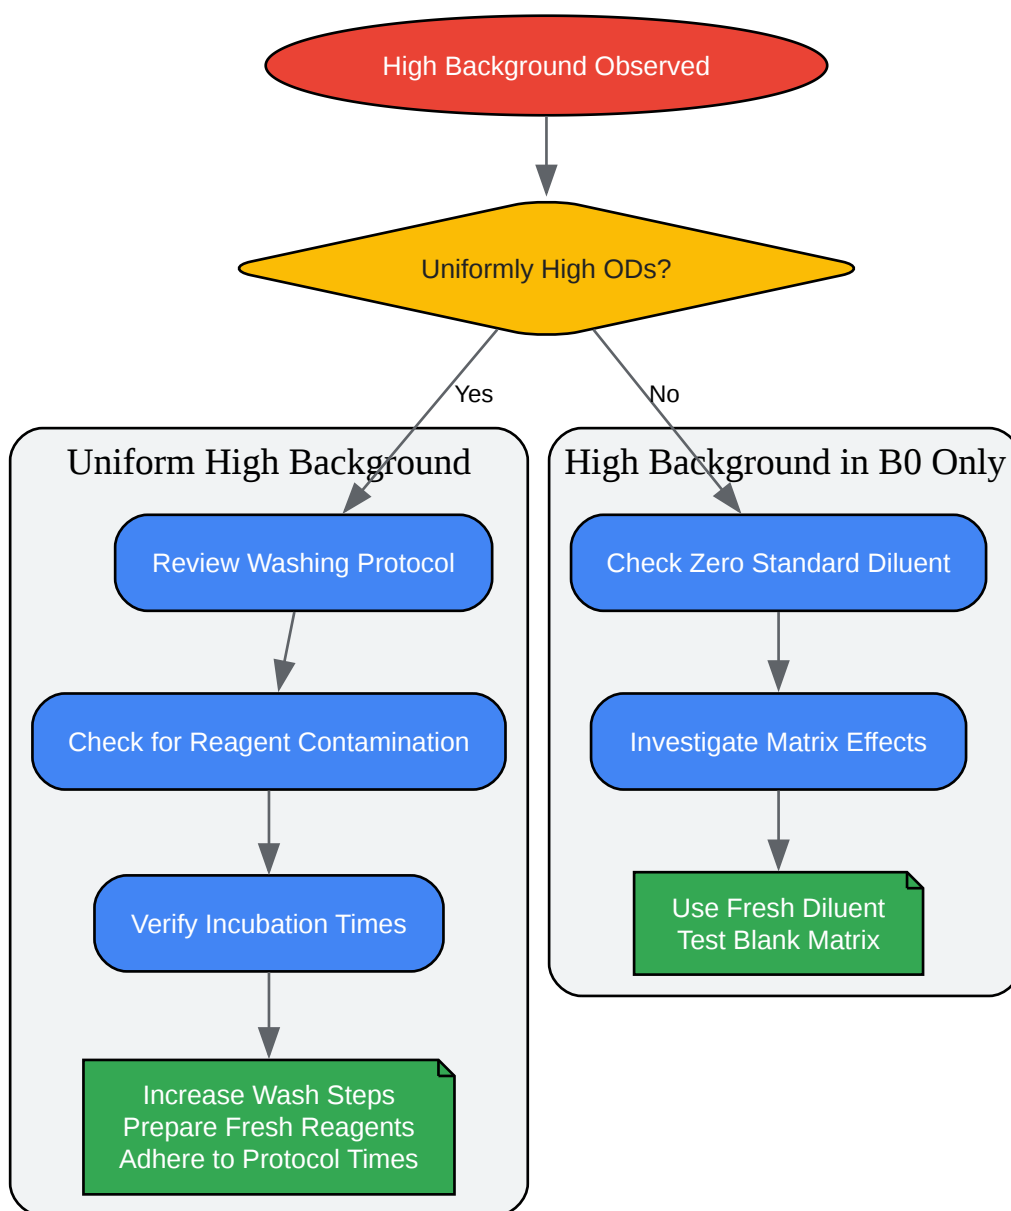 High Background Observed
Uniformly High ODs?
Yes
No
Uniform High Background
Review Washing Protocol
Check for Reagent Contamination
Verify Incubation Times
Increase Wash Steps
Prepare Fresh Reagents
Adhere to Protocol Times
High Background in B0 Only
Check Zero Standard Diluent
Investigate Matrix Effects
Use Fresh Diluent
Test Blank Matrix